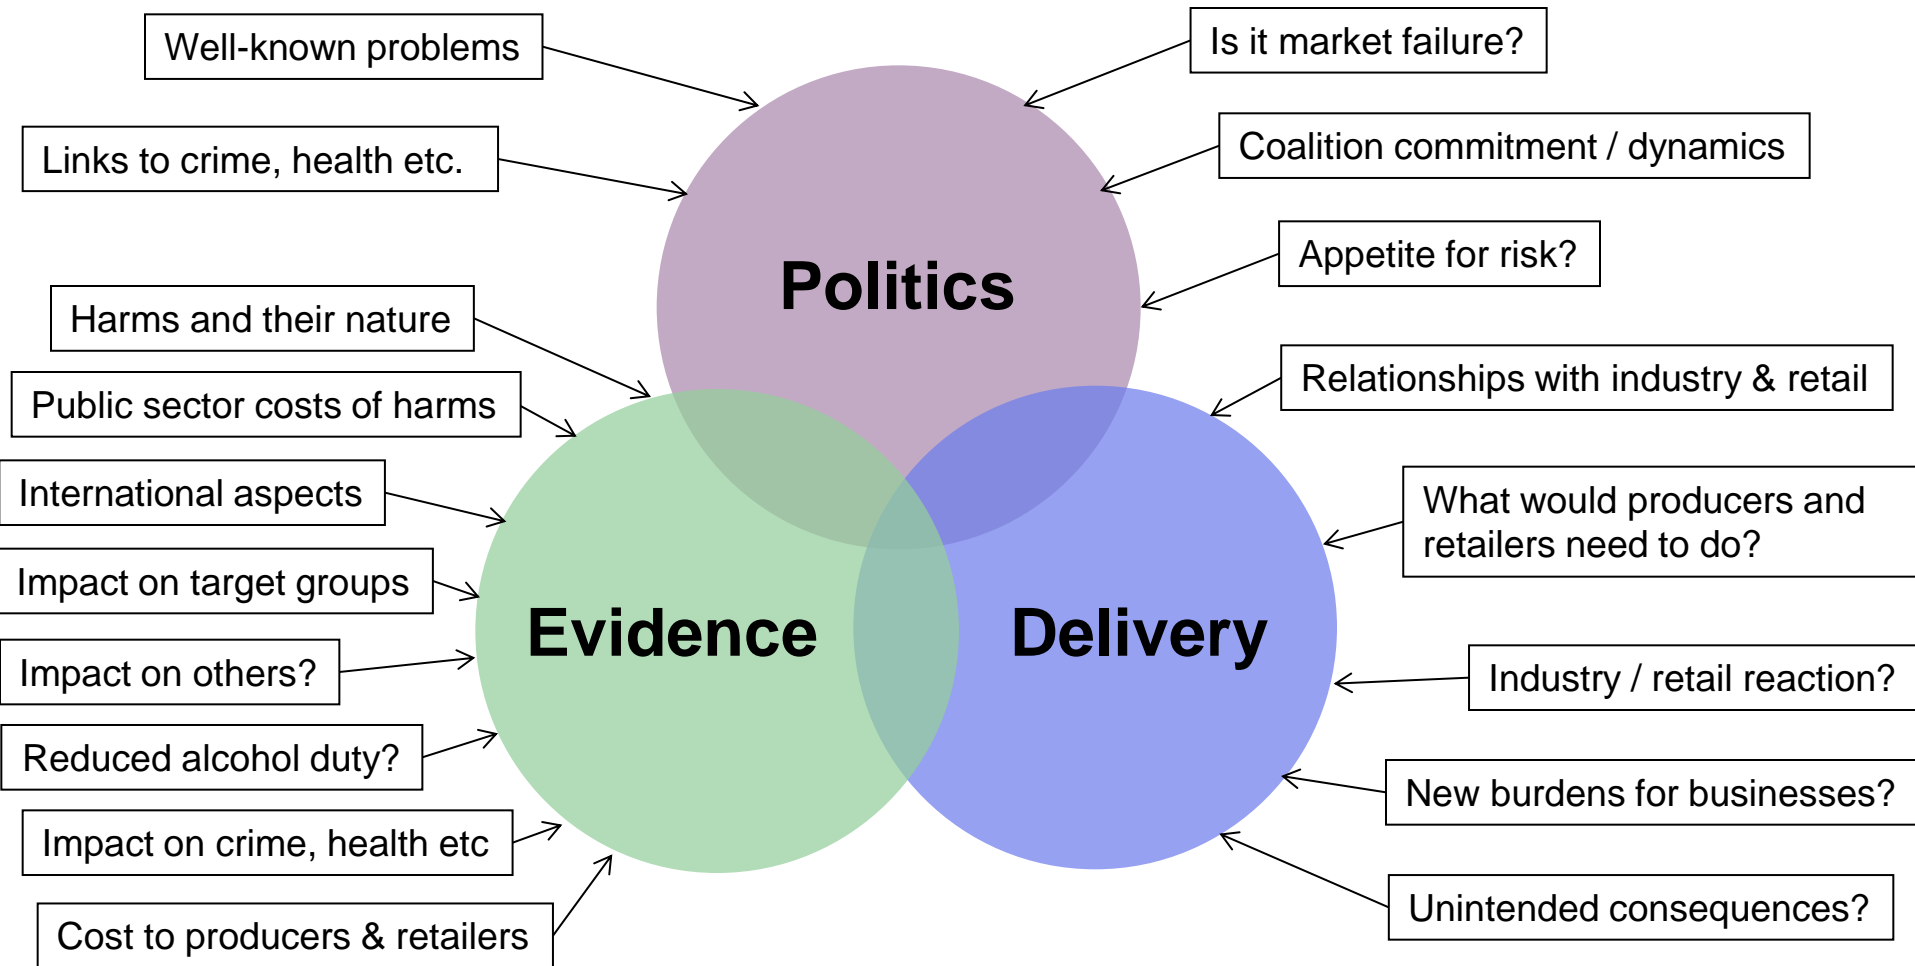 Well-known problems
Is it market failure?
Links to crime, health etc.
Coalition commitment / dynamics
Politics
Appetite for risk?
Harms and their nature
Public sector costs of harms
Relationships with industry & retail
International aspects
What would producers and
retailers need to do?
Impact on target groups
Evidence
Delivery
Impact on others?
Industry / retail reaction?
Reduced alcohol duty?
New burdens for businesses?
Impact on crime, health etc
Unintended consequences?
Cost to producers & retailers